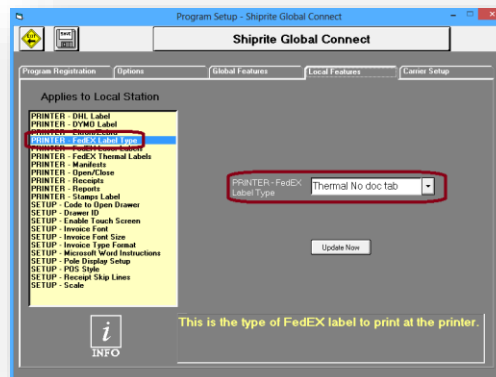 Program Setup - Shiprite Global Connect
Shiprite Global Connect
Program Registration
Options
Global Features
Local Features
Carrier Setup
Applies to Local Station
PRINTER - DHL Label
PRINTER - DYMO Label
PRINTER - FedEX Label Type
PRINTER - FedEX Laser Labels
PRINTER - FedEX Thermal Labels
PRINTER - Manifests
PRINTER - Open/Close
PRINTER - Receipts
PRINTER - Reports
PRINTER - Stamps Label
SETUP - Code to Open Drawer
SETUP - Drawer ID
SETUP - Enable Touch Screen
SETUP - Invoice Font
SETUP - Invoice Font Size
SETUP - Invoice Type Format
SETUP - Microsoft Word Instructions
SETUP - Pole Display Setup
SETUP - POS Style
SETUP - Receipt Skip Lines
SETUP - Scale
PRINTER - FedEX
Label Type
Thermal No doc tab
Update Now
i
INFO
This is the type of FedEX label to print at the printer.